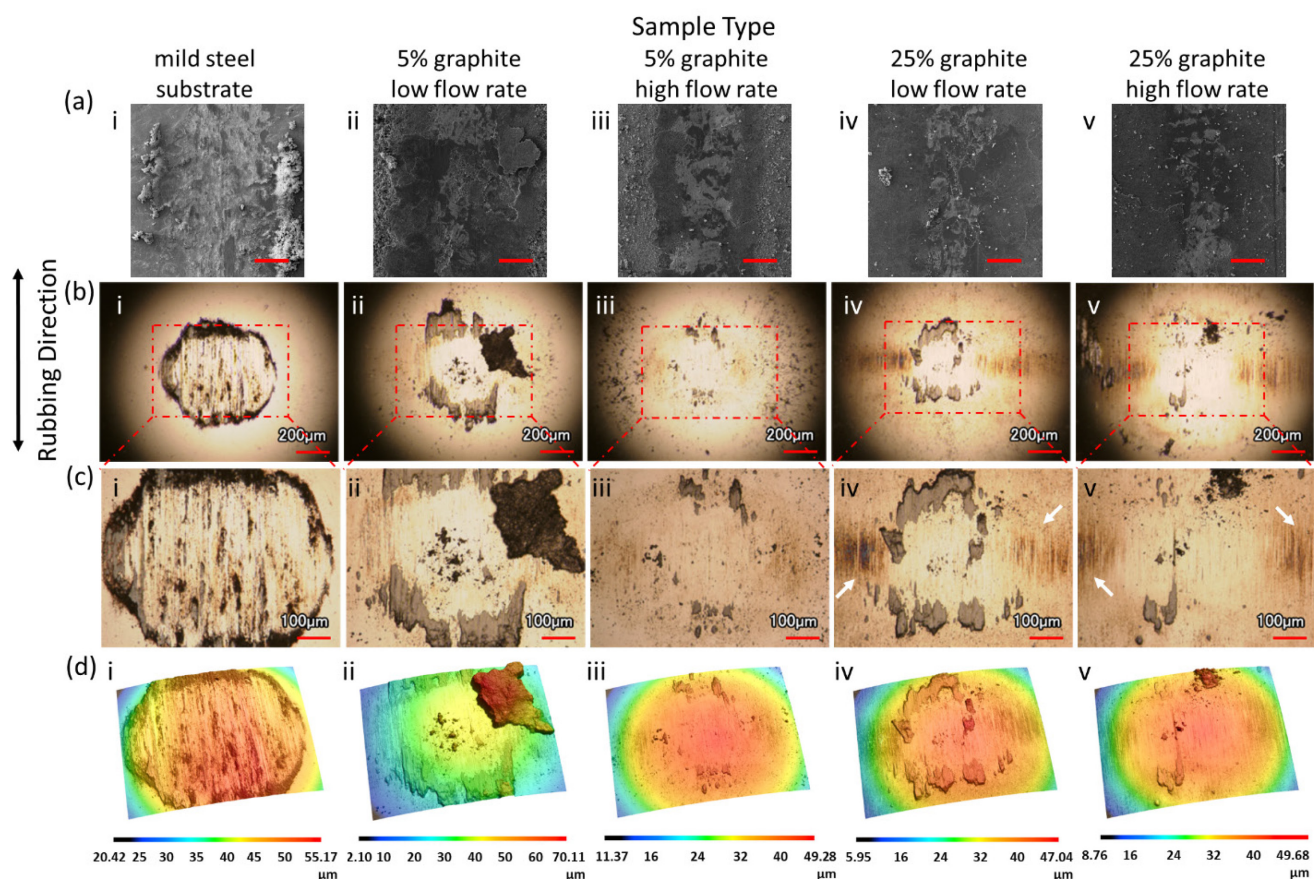 Sample Type
mild steel
substrate
5% graphite
low flow rate
5% graphite
high flow rate
25% graphite
low flow rate
25% graphite
high flow rate
(a)
i
ii
iii
iv
v
Rubbing Direction
(b)
i
ii
iii
iv
v
200μm
200μm
200μm
200μm
200μm
(c)
i
ii
iii
iv
v
100μm
100μm
100μm
100μm
100μm
(d)
i
ii
iii
iv
v
20.42 25 30 35 40 45 50 55.17
μm
2.10 10 20 30 40 50 60 70.11
μm
11.37 16 24 32 40 49.28
μm
5.95 16 24 32 40 47.04
μm
8.76 16 24 32 40 49.68
μm